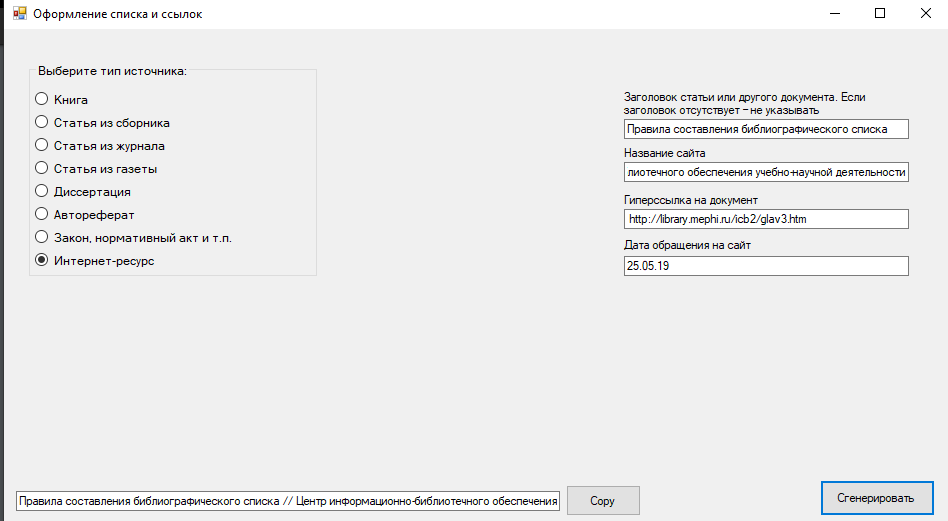 Оформление списка и ссылок
Выберите тип источника:
Книга
Статья из сборника
Статья из журнала
Статья из газеты
Диссертация
Автореферат
Закон, нормативный акт и т.п.
Интернет-ресурс
Заголовок статьи или другого документа. Если
заголовок отсутствует – не указывать
Правила составления библиографического списка
Название сайта
лиотечного обеспечения учебно-научной деятельности
Гиперссылка на документ
http://library.mephi.ru/icb2/glav3.htm
Дата обращения на сайт
25.05.19
Правила составления библиографического списка // Центр информационно-библиотечного обеспечения
Copy
Сгенерировать